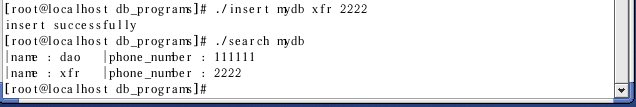 [root@localhost db_programs]# ./insert mydb xfr 2222
insert successfully
[root@localhost db_programs]# ./search mydb
|name : dao |phone_number : 111111
|name : xfr |phone_number : 2222
[root@localhost db_programs]#